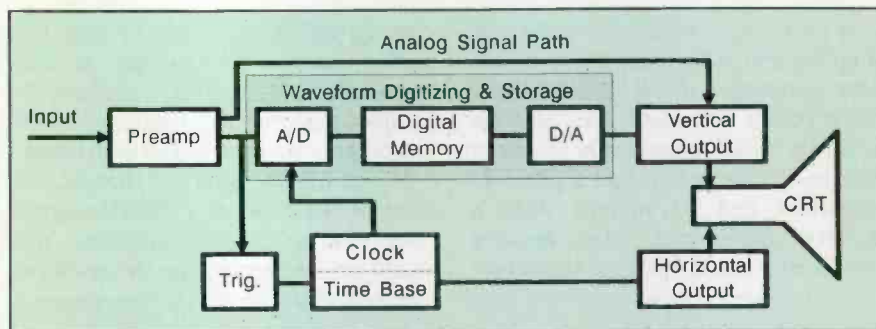 Analog Signal Path
Waveform Digitizing & Storage
Input
Preamp
A/D
Digital
Memory
D/A
Vertical
Output
CRT
Trig.
Clock
Time Base
Horizontal
Output